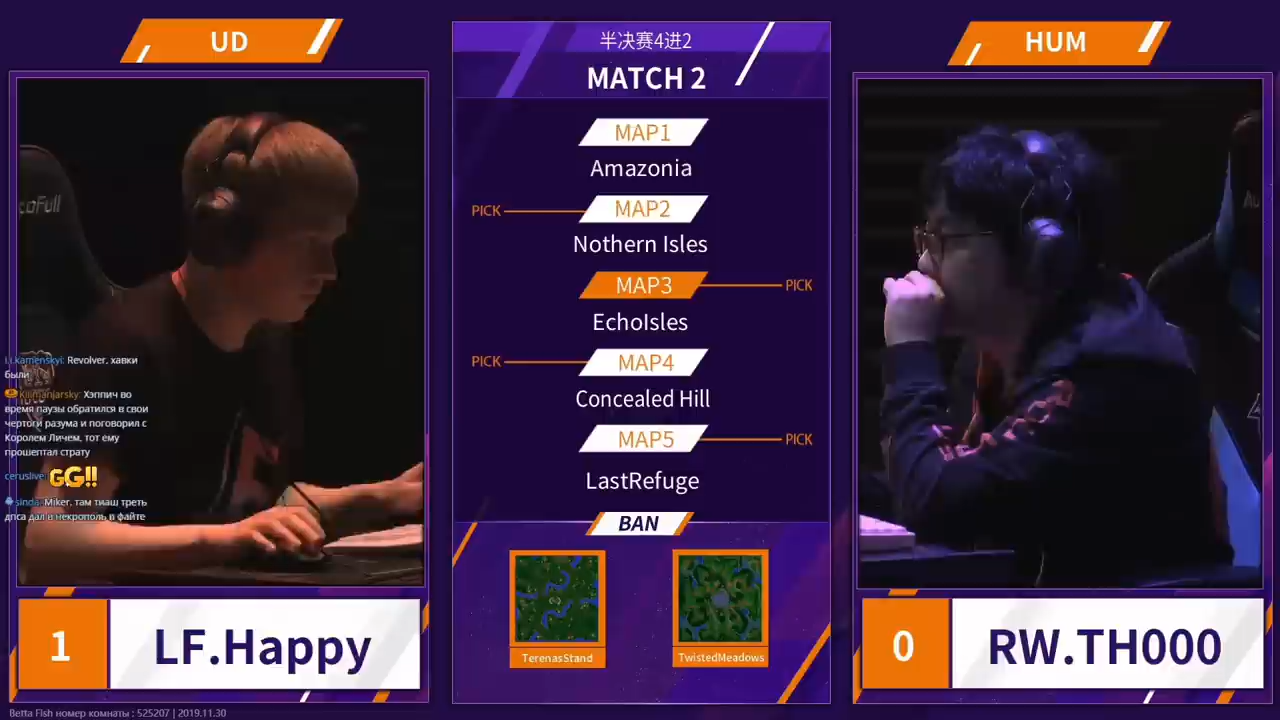 UD
半决赛4进2
HUM
MATCH 2
MAP1
Amazonia
PICK
MAP2
Nothern Isles
MAP3
PICK
EchoIsles
PICK
MAP4
Concealed Hill
MAP5
PICK
LastRefuge
BAN
TerenasStand
TwistedMeadows
i.i.kamenskyi: Revolver, хавки
были
Kilimanjarsky: Хэппич во
время паузы обратился в свои
чертоги разума и поговорил с
Королем Личем, тот ему
прошептал страту
ceruslive: GG!!
sinda: Miker, там тиаш треть
дпса дал в некрополь в файте
1
LF.Happy
0
RW.TH000
Betta Fish номер комнаты : 525207 | 2019.11.30